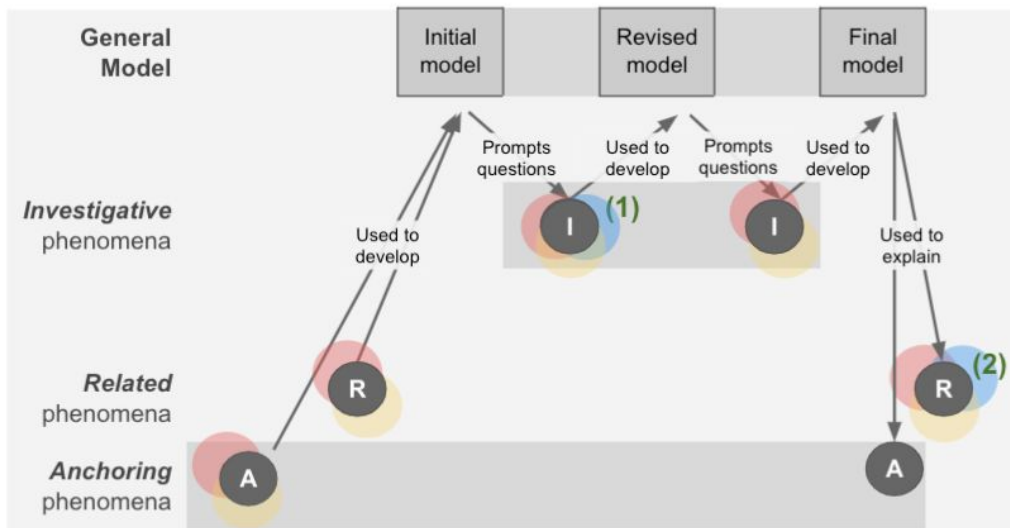 General
Model
Initial
model
Revised
model
Final
model
Prompts
questions
Used to
develop
Prompts
questions
Used to
develop
Investigative
phenomena
I
(1)
I
Used to
develop
Used to
explain
Related
phenomena
R
R
(2)
Anchoring
phenomena
A
A